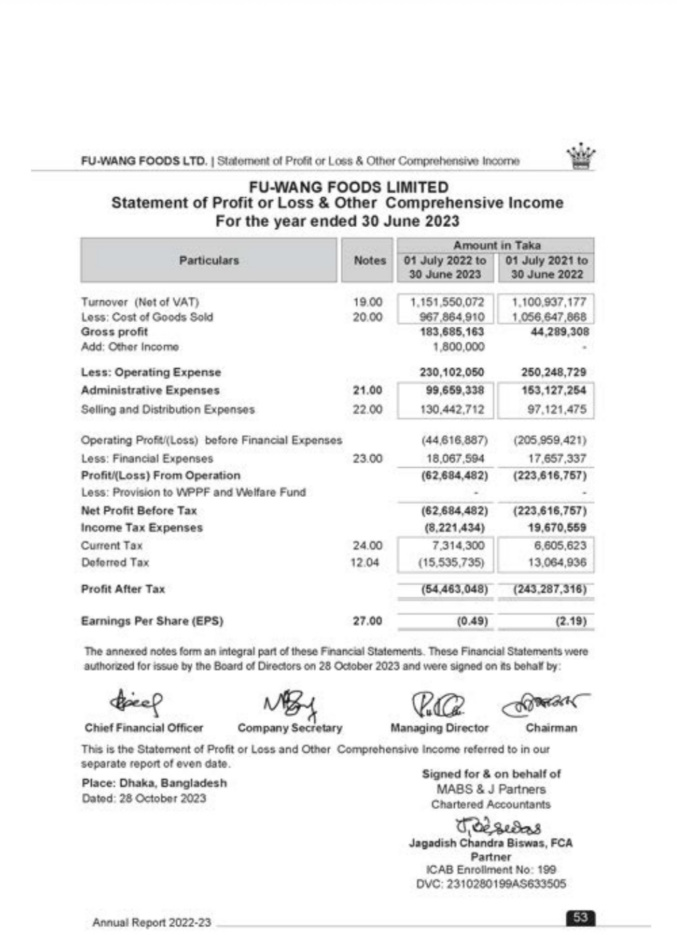 FU-WANG FOODS LTD. | Statement of Profit or Loss & Other Comprehensive Income
FU-WANG FOODS LIMITED
Statement of Profit or Loss & Other Comprehensive Income
For the year ended 30 June 2023
Particulars Notes Amount in Taka
01 July 2022 to 30 June 2023 01 July 2021 to 30 June 2022
Turnover (Net of VAT) 19.00 1,151,550,072 1,100,937,177
Less: Cost of Goods Sold 20.00 967,864,910 1,056,647,868
Gross profit 183,685,163 44,289,308
Add: Other Income 1,800,000 -
Less: Operating Expense 230,102,050 250,248,729
Administrative Expenses 21.00 99,659,338 153,127,254
Selling and Distribution Expenses 22.00 130,442,712 97,121,475
Operating Profit/(Loss) before Financial Expenses (44,616,887) (205,959,421)
Less: Financial Expenses 23.00 18,067,594 17,657,337
Profit/(Loss) From Operation (62,684,482) (223,616,757)
Less: Provision to WPPF and Welfare Fund - -
Net Profit Before Tax (62,684,482) (223,616,757)
Income Tax Expenses (8,221,434) 19,670,559
Current Tax 24.00 7,314,300 6,605,623
Deferred Tax 12.04 (15,535,735) 13,064,936
Profit After Tax (54,463,048) (243,287,316)
Earnings Per Share (EPS) 27.00 (0.49) (2.19)
The annexed notes form an integral part of these Financial Statements. These Financial Statements were
authorized for issue by the Board of Directors on 28 October 2023 and were signed on its behalf by:
Chief Financial Officer Company Secretary Managing Director Chairman
This is the Statement of Profit or Loss and Other Comprehensive Income referred to in our
separate report of even date.
Place: Dhaka, Bangladesh
Dated: 28 October 2023
Signed for & on behalf of
MABS & J Partners
Chartered Accountants
Jagadish Chandra Biswas, FCA
Partner
ICAB Enrollment No: 199
DVC: 2310280199AS633505
Annual Report 2022-23 53